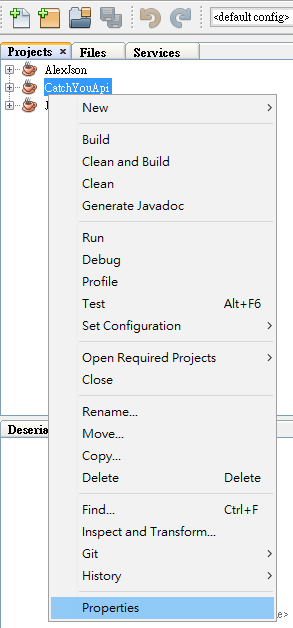 <default config>
Projects × Files Services
AlexJson
CatchYouApi
J
New
Build
Clean and Build
Clean
Generate Javadoc
Run
Debug
Profile
Test Alt+F6
Set Configuration
Open Required Projects
Close
Rename...
Move...
Copy...
Delete Delete
Find... Ctrl+F
Inspect and Transform...
Git
History
Properties
Deseria
e>